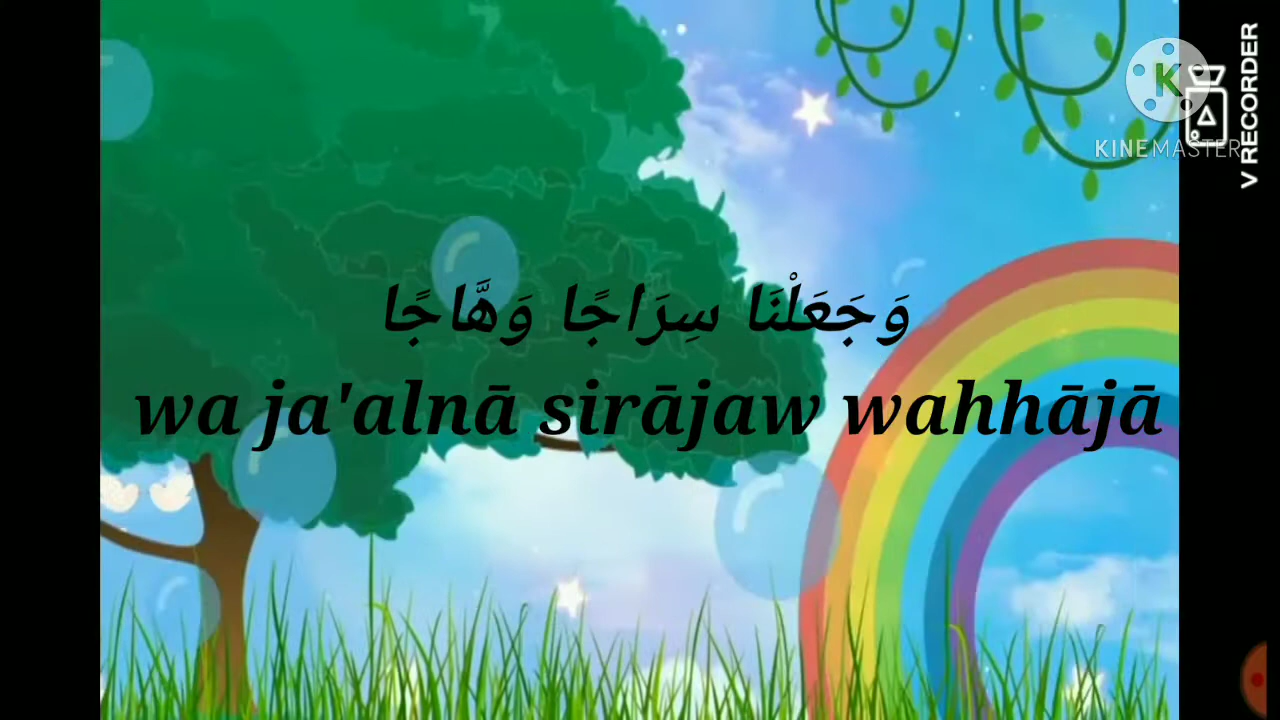 وَجَعَلْنَا سِرَاجًا وَهَّاجًا
wa ja'alnā sirājaw wahhājā
K
KINEMASTER
V RECORDER